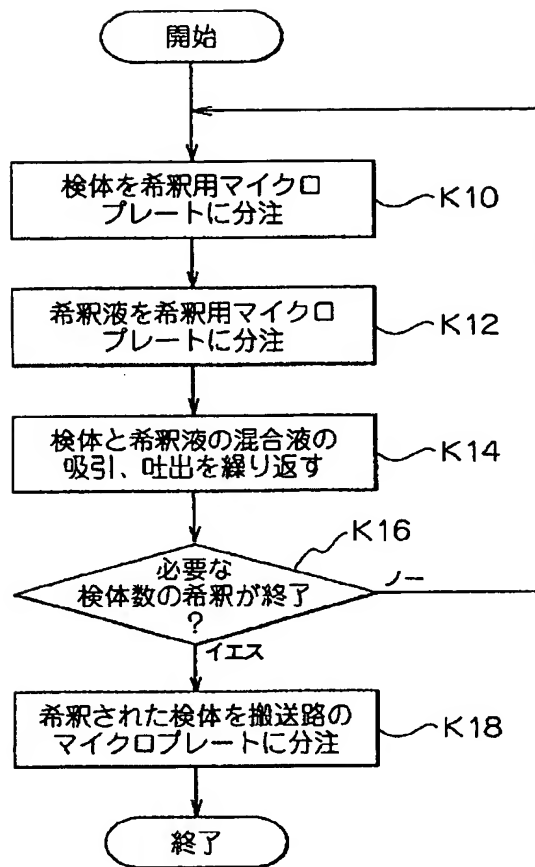 開始
検体を希釈用マイクロ
プレートに分注
K10
希釈液を希釈用マイクロ
プレートに分注
K12
検体と希釈液の混合液の
吸引、吐出を繰り返す
K14
K16
必要な
検体数の希釈が終了
?
ノー
イエス
希釈された検体を搬送路の
マイクロプレートに分注
K18
終了